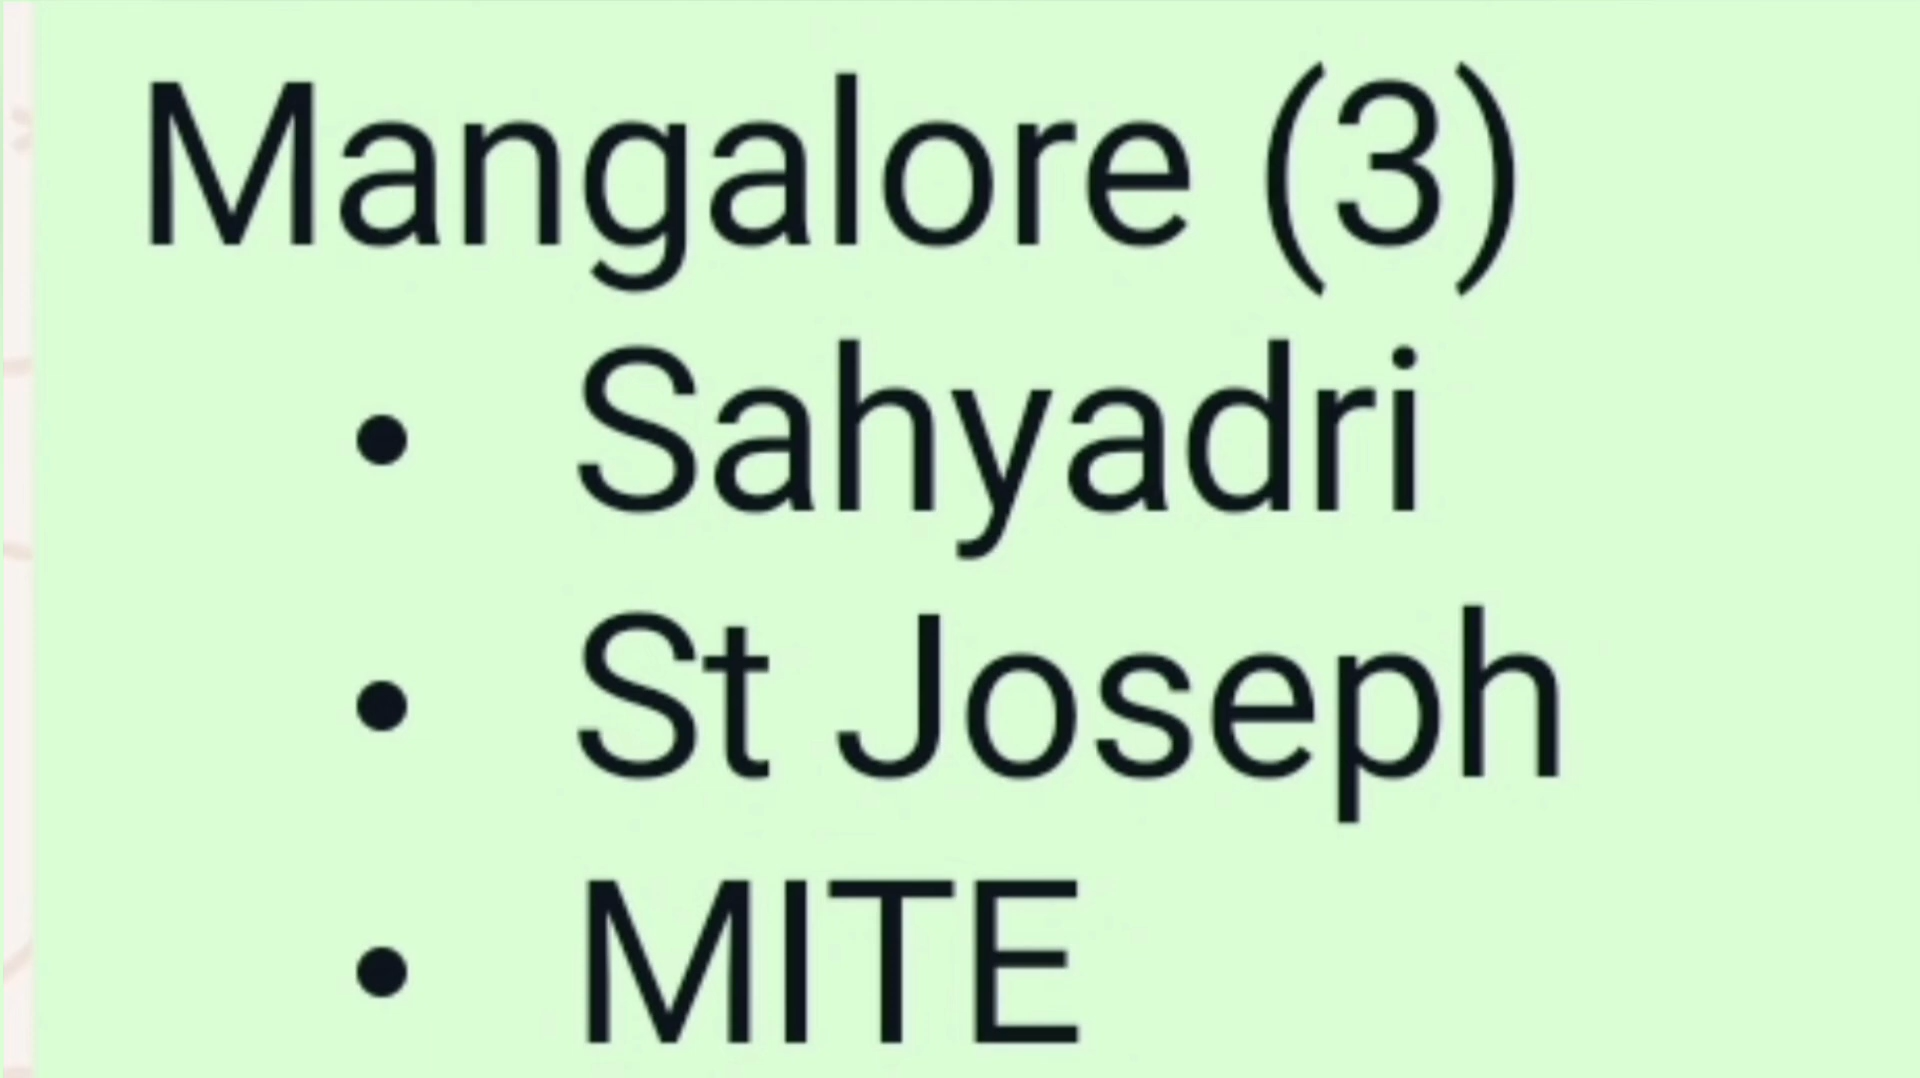 Mangalore (3)
• Sahyadri
• St Joseph
• MITE